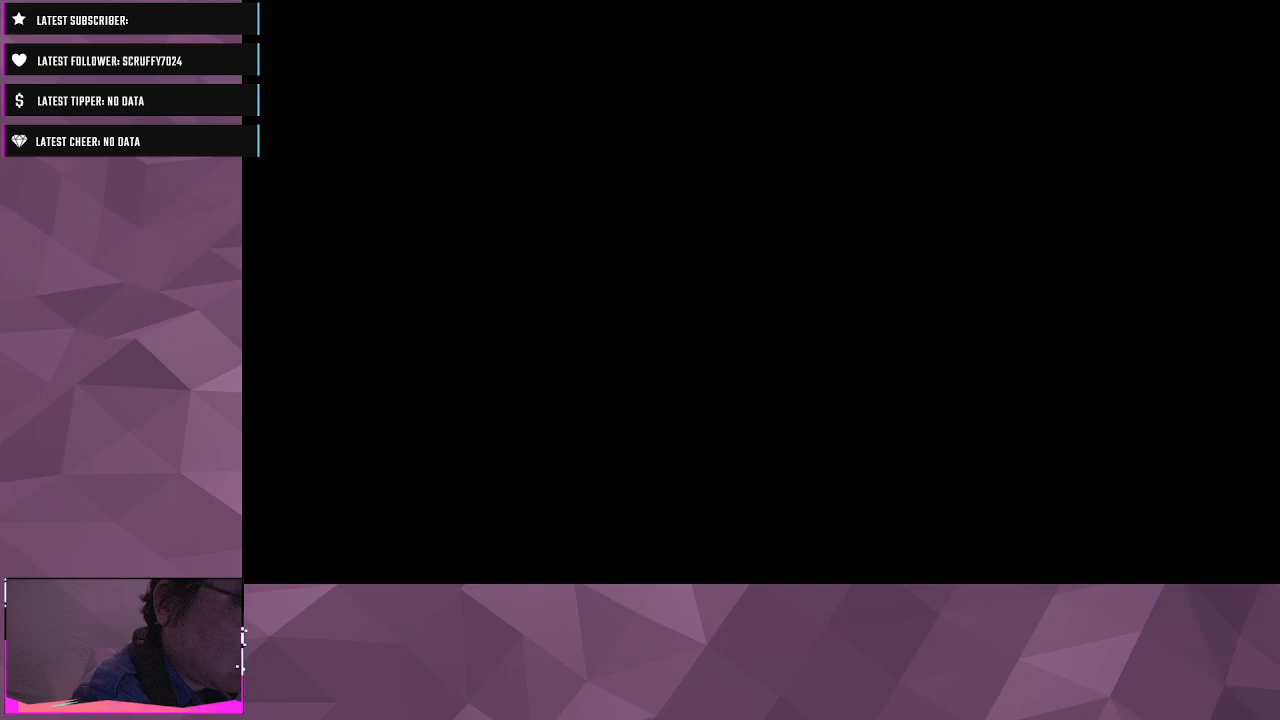 LATEST SUBSCRIBER:
LATEST FOLLOWER: SCRUFFY7024
LATEST TIPPER: NO DATA
LATEST CHEER: NO DATA